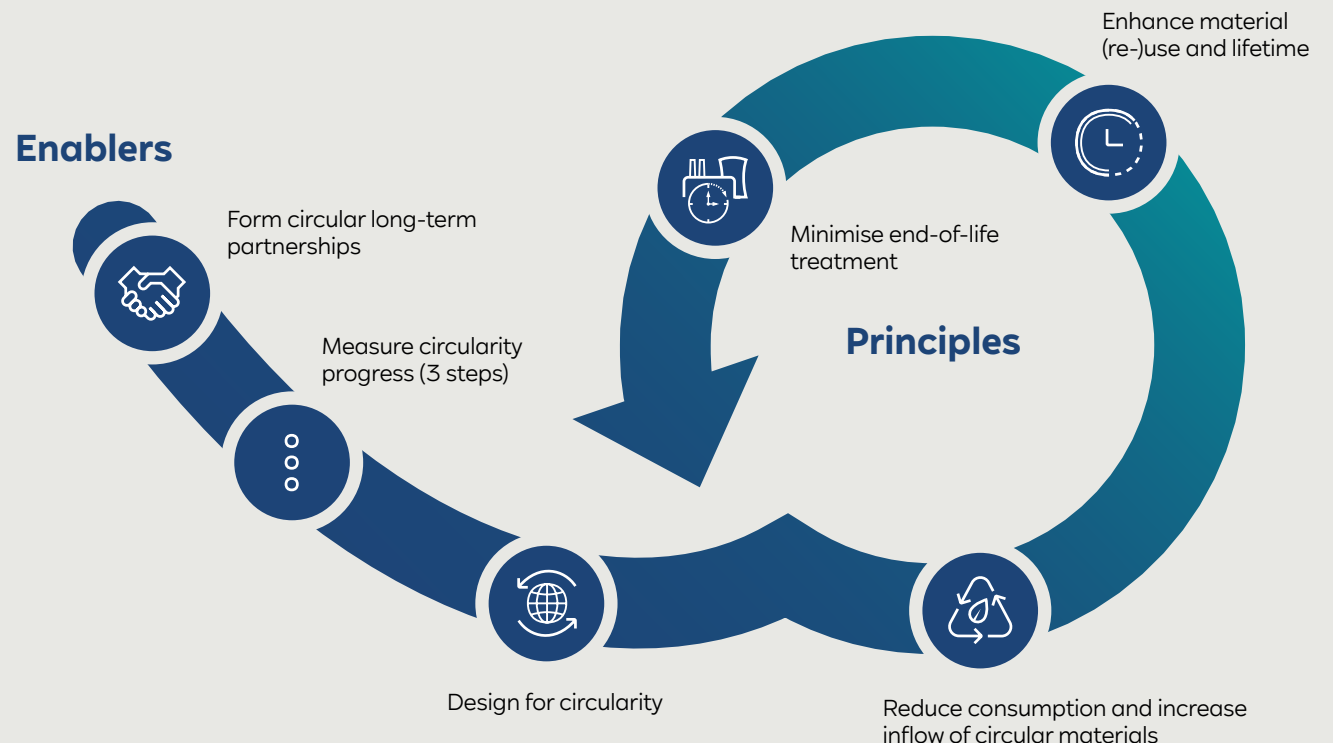 Enablers
Form circular long-term
partnerships
Measure circularity
progress (3 steps)
Design for circularity
Principles
Reduce consumption and increase
inflow of circular materials
Enhance material
(re-)use and lifetime
Minimise end-of-life
treatment